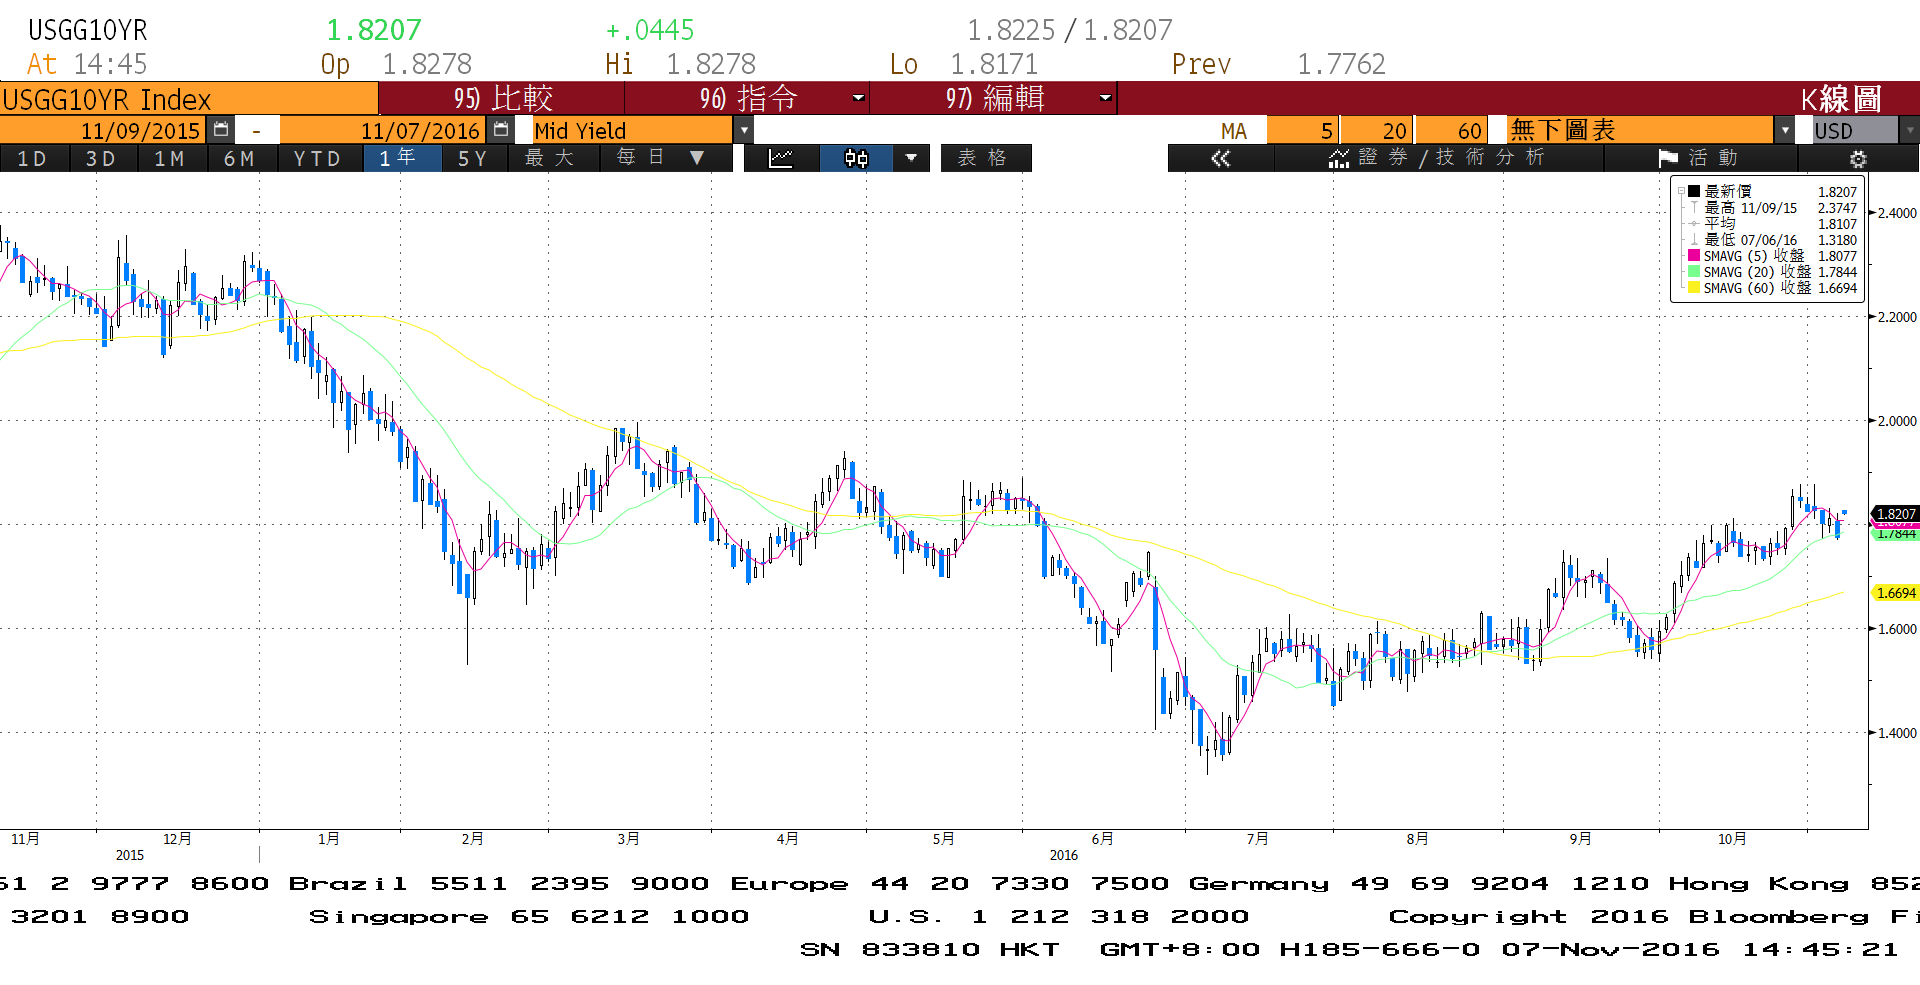 USGG10YR 1.8207 +.0445 1.8225 / 1.8207
At 14:45 Op 1.8278 Hi 1.8278 Lo 1.8171 Prev 1.7762
USGG10YR Index 95) 比較 96) 指令 97) 編輯 K線圖
11/09/2015 - 11/07/2016 Mid Yield MA 5 20 60 無下圖表 USD
1D 3D 1M 6M YTD 1年 5Y 最大 每日 表格 證券/技術分析 活動
最新價 1.8207
最高 11/09/15 2.3747
平均 1.8107
最低 07/06/16 1.3180
SMAVG (5) 收盤 1.8077
SMAVG (20) 收盤 1.7844
SMAVG (60) 收盤 1.6694
2.4000
2.2000
2.0000
1.8207
1.7844
1.6694
1.6000
1.4000
11月 12月 1月 2月 3月 4月 5月 6月 7月 8月 9月 10月
2015 2016
61 2 9777 8600 Brazil 5511 2395 9000 Europe 44 20 7330 7500 Germany 49 69 9204 1210 Hong Kong 852
3201 8900 Singapore 65 6212 1000 U.S. 1 212 318 2000 Copyright 2016 Bloomberg Fi
SN 833810 HKT GMT+8:00 H185-666-0 07-Nov-2016 14:45:21